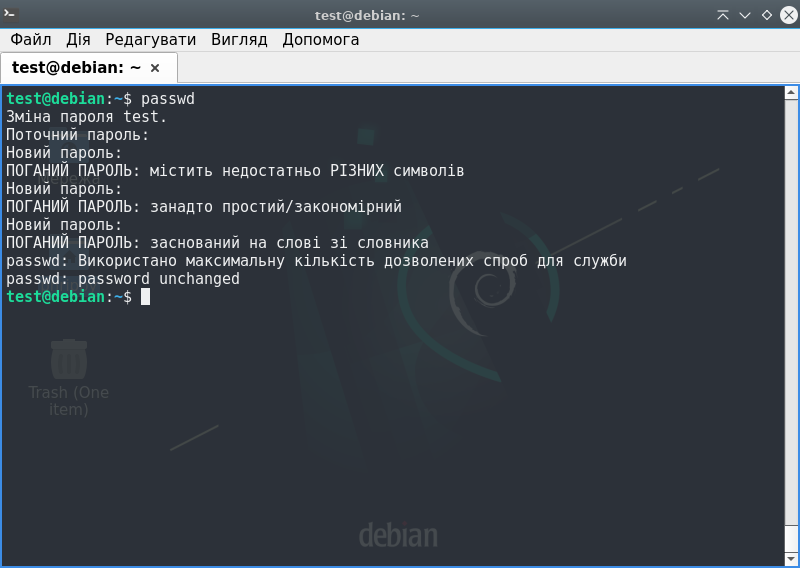 test@debian: ~
Файл Дія Редагувати Вигляд Допомога
test@debian: ~ ×
test@debian:~$ passwd
Зміна пароля test.
Поточний пароль:
Новий пароль:
ПОГАНИЙ ПАРОЛЬ: містить недостатньо РІЗНИХ символів
Новий пароль:
ПОГАНИЙ ПАРОЛЬ: занадто простий/закономірний
Новий пароль:
ПОГАНИЙ ПАРОЛЬ: заснований на слові зі словника
passwd: Використано максимальну кількість дозволених спроб для служби
passwd: password unchanged
test@debian:~$
Trash (One
item)
debian